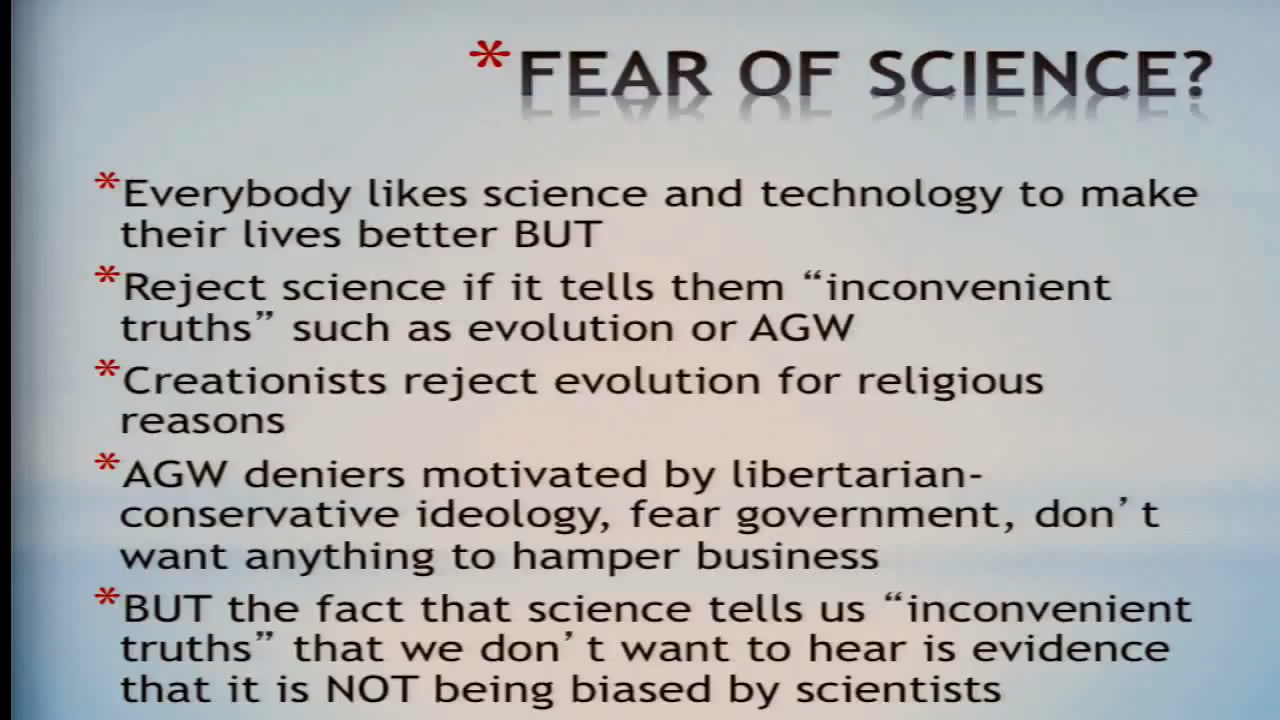 *FEAR OF SCIENCE?
*Everybody likes science and technology to make
their lives better BUT
*Reject science if it tells them “inconvenient
truths” such as evolution or AGW
*Creationists reject evolution for religious
reasons
*AGW deniers motivated by libertarian-
conservative ideology, fear government, don’t
want anything to hamper business
*BUT the fact that science tells us “inconvenient
truths” that we don’t want to hear is evidence
that it is NOT being biased by scientists